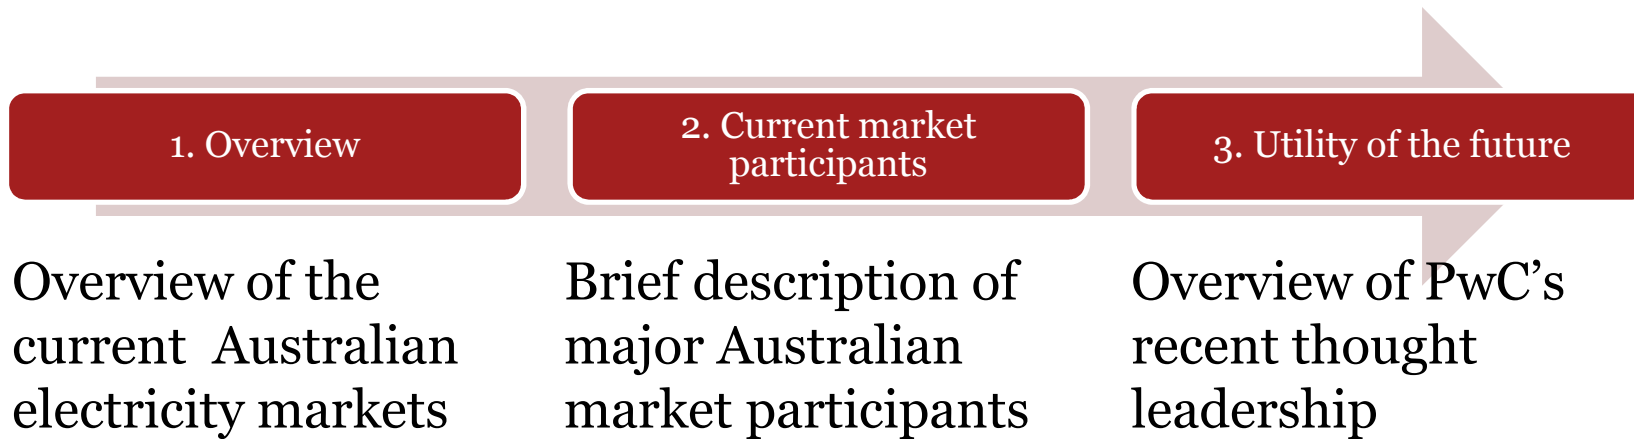 1. Overview
2. Current market
participants
3. Utility of the future
Overview of the
current  Australian
electricity markets
Brief description of
major Australian
market participants
Overview of PwC’s
recent thought
leadership